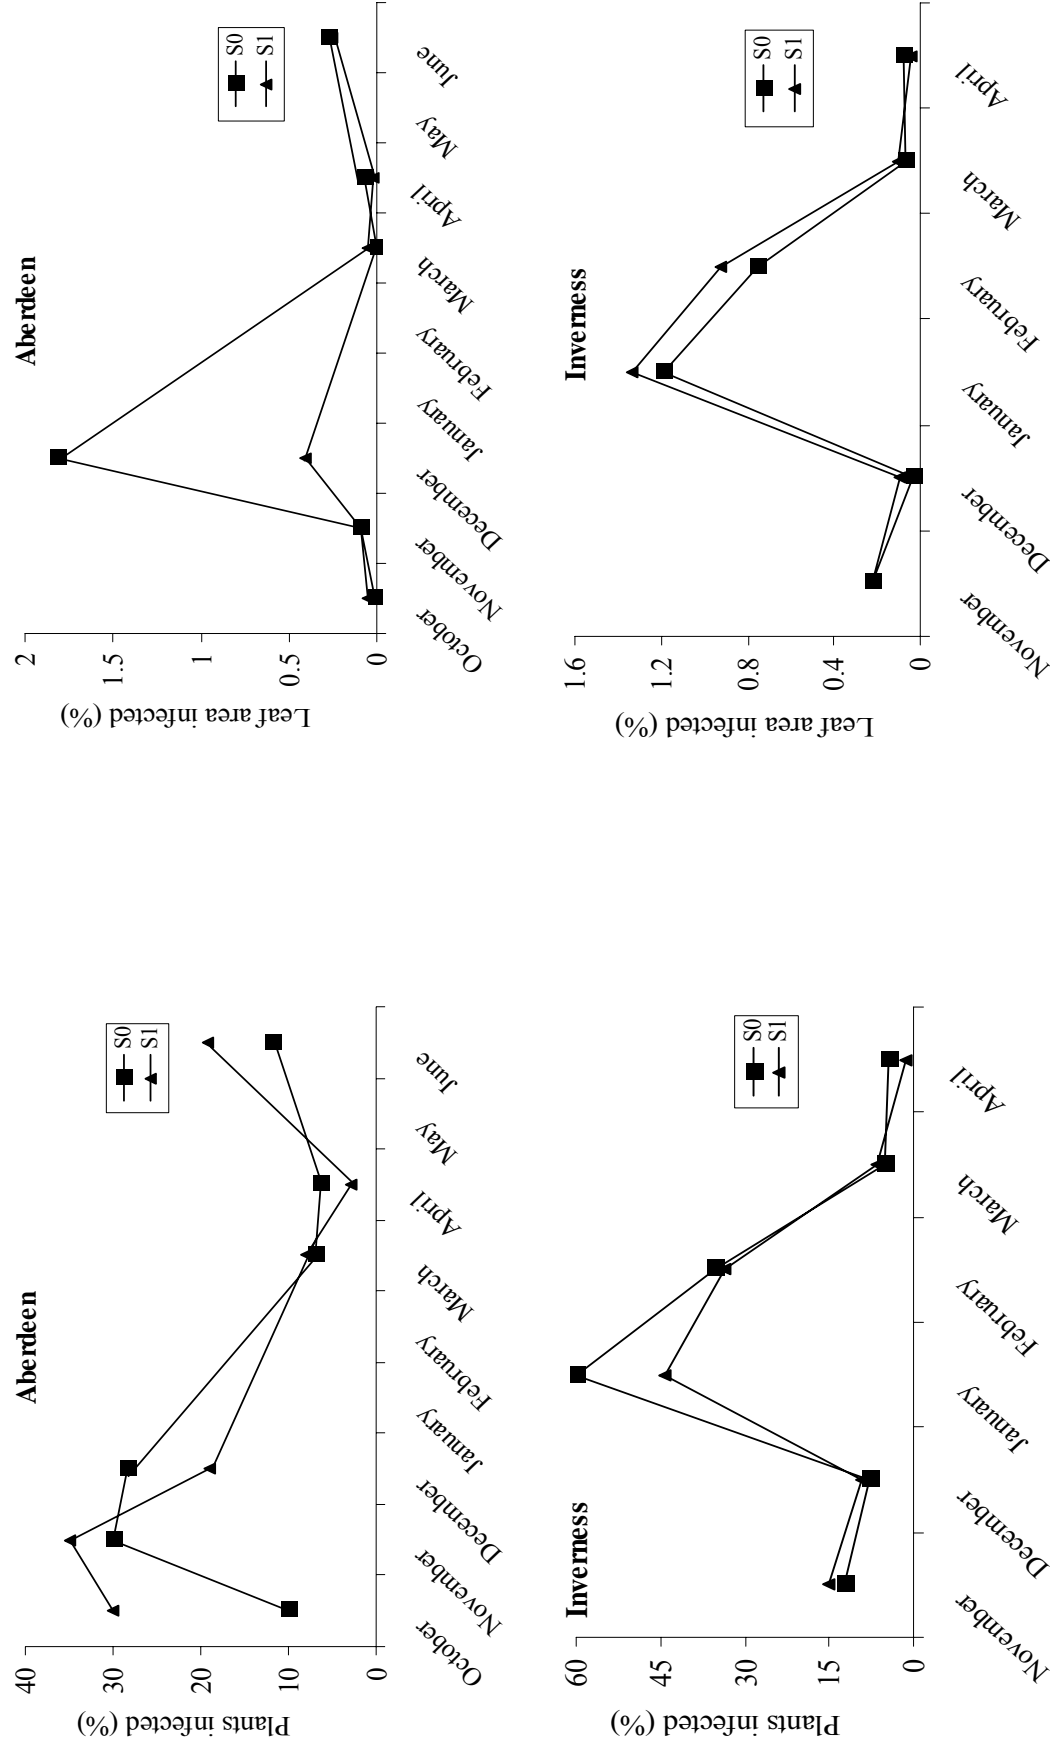 Aberdeen
Plants infected (%)
40
30
20
10
0
October
November
December
January
February
March
April
May
June
S0
S1
Aberdeen
Leaf area infected (%)
2
1.5
1
0.5
0
October
November
December
January
February
March
April
May
June
S0
S1
Inverness
Plants infected (%)
60
45
30
15
0
November
December
January
February
March
April
S0
S1
Inverness
Leaf area infected (%)
1.6
1.2
0.8
0.4
0
November
December
January
February
March
April
S0
S1